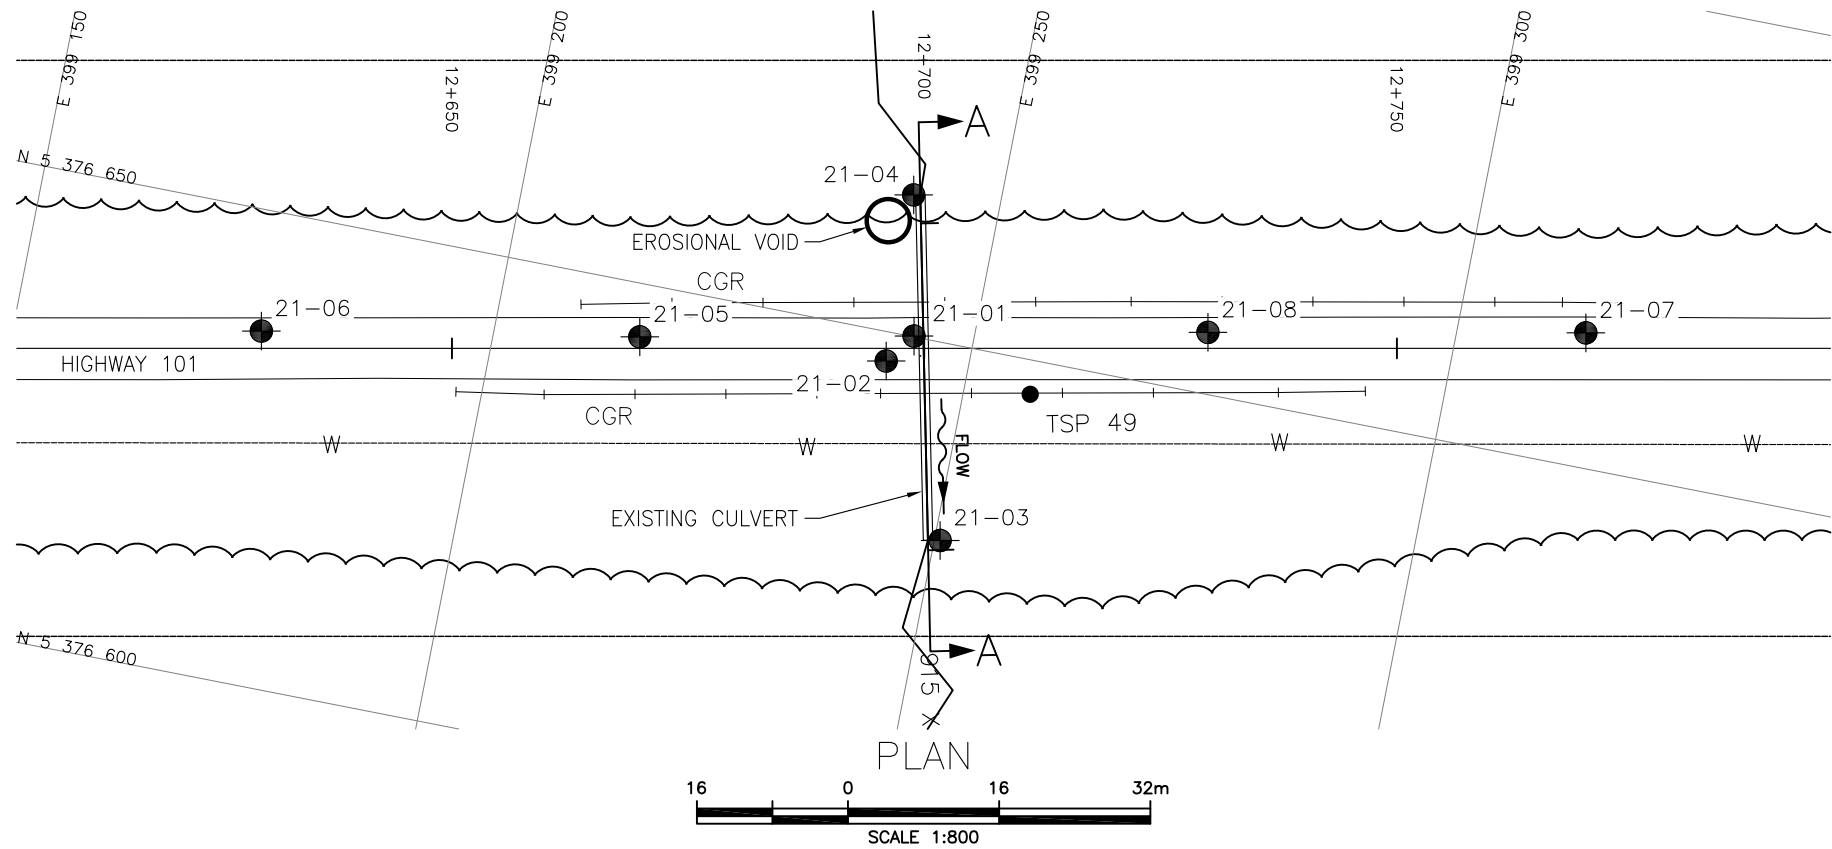 E 399 150
E 399 200
E 399 250
E 399 300
12+650
12+700
12+750
A
N 5 376 650
21-04
EROSIONAL VOID
CGR
21-06
21-05
21-01
21-08
21-07
HIGHWAY 101
21-02
CGR
TSP 49
W
W
W
W
FLOW
EXISTING CULVERT
21-03
N 5 376 600
A
915 X
PLAN
16 0 16 32m
SCALE 1:800